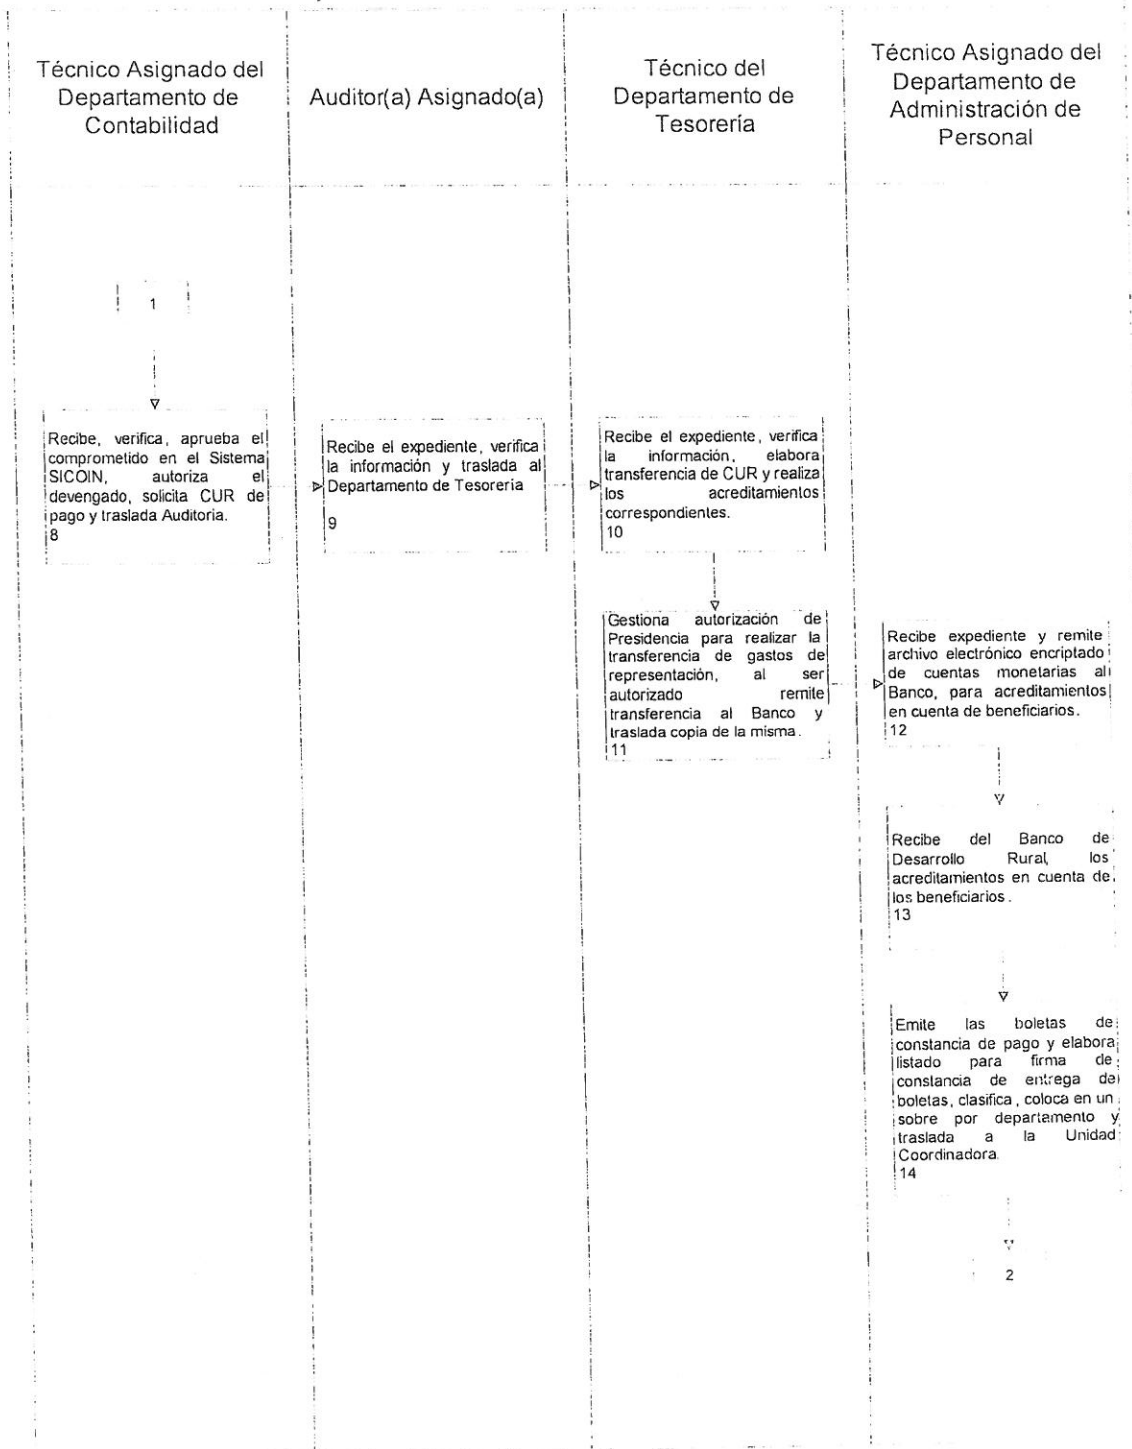 Técnico Asignado del
Departamento de
Contabilidad
Auditor(a) Asignado(a)
Técnico del
Departamento de
Tesorería
Técnico Asignado del
Departamento de
Administración de
Personal
1
Recibe, verifica, aprueba el
comprometido en el Sistema
SICOIN, autoriza el
devengado, solicita CUR de
pago y traslada Auditoria.
8
Recibe el expediente, verifica
la información y traslada al
Departamento de Tesoreria
9
Recibe el expediente, verifica
la información, elabora
transferencia de CUR y realiza
los acreditamientos
correspondientes.
10
Gestiona autorización de
Presidencia para realizar la
transferencia de gastos de
representación, al ser
autorizado remite
transferencia al Banco y
traslada copia de la misma.
11
Recibe expediente y remite
archivo electrónico encriptado
de cuentas monetarias al
Banco, para acreditamientos
en cuenta de beneficiarios.
12
Recibe del Banco de
Desarrollo Rural, los
acreditamientos en cuenta de
los beneficiarios.
13
Emite las boletas de
constancia de pago y elabora
listado para firma de
constancia de entrega de
boletas, clasifica, coloca en un
sobre por departamento y
traslada a la Unidad
Coordinadora.
14
2